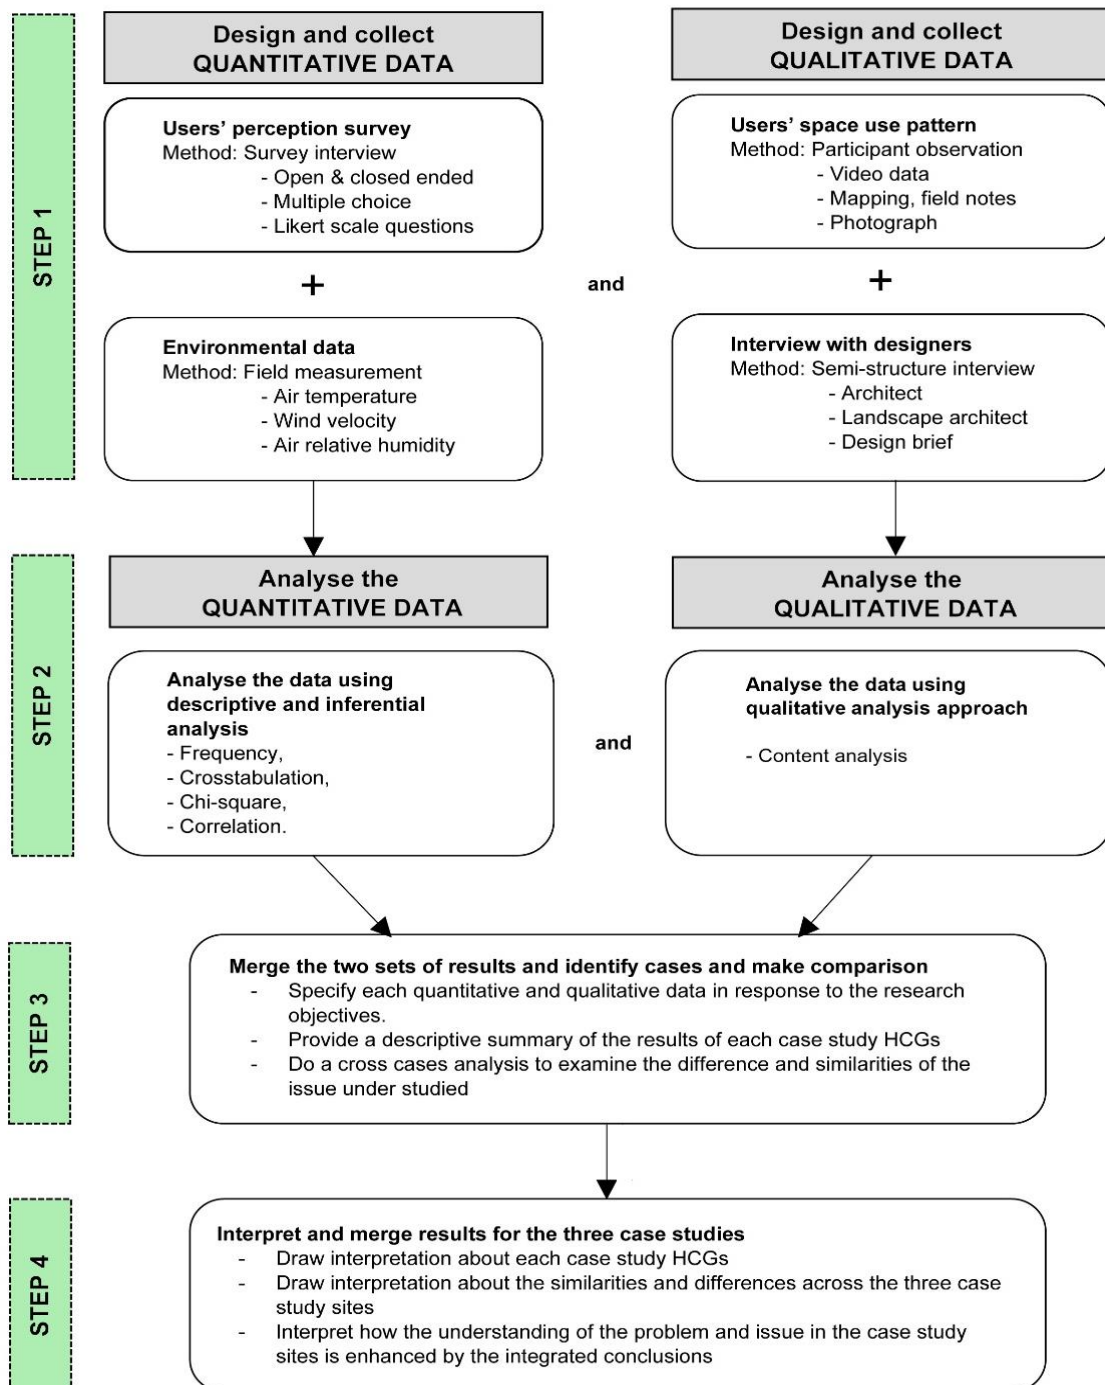 STEP 1
Design and collect
QUANTITATIVE DATA
Users' perception survey
Method: Survey interview
- Open & closed ended
- Multiple choice
- Likert scale questions
+
Environmental data
Method: Field measurement
- Air temperature
- Wind velocity
- Air relative humidity
and
Design and collect
QUALITATIVE DATA
Users' space use pattern
Method: Participant observation
- Video data
- Mapping, field notes
- Photograph
+
Interview with designers
Method: Semi-structure interview
- Architect
- Landscape architect
- Design brief
STEP 2
Analyse the
QUANTITATIVE DATA
Analyse the data using
descriptive and inferential
analysis
- Frequency,
- Crosstabulation,
- Chi-square,
- Correlation.
and
Analyse the
QUALITATIVE DATA
Analyse the data using
qualitative analysis approach
- Content analysis
STEP 3
Merge the two sets of results and identify cases and make comparison
- Specify each quantitative and qualitative data in response to the research
objectives.
- Provide a descriptive summary of the results of each case study HCGs
- Do a cross cases analysis to examine the difference and similarities of the
issue under studied
STEP 4
Interpret and merge results for the three case studies
- Draw interpretation about each case study HCGs
- Draw interpretation about the similarities and differences across the three case
study sites
- Interpret how the understanding of the problem and issue in the case study
sites is enhanced by the integrated conclusions